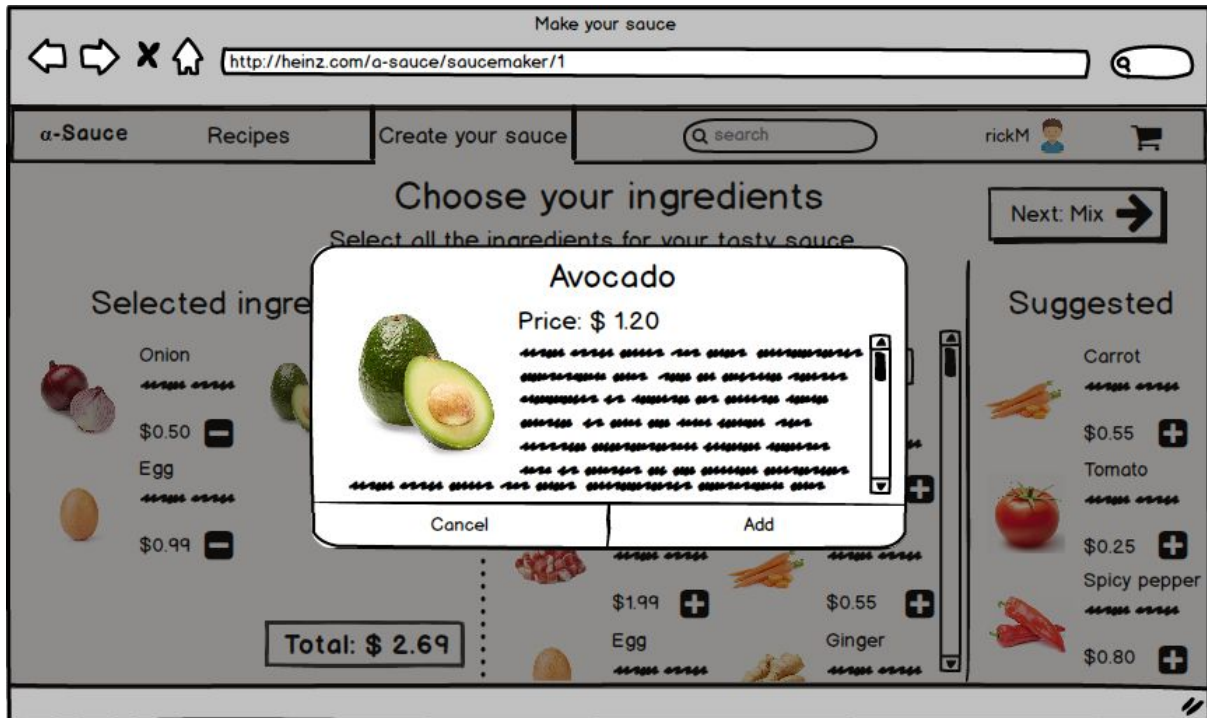 Make your sauce
http://heinz.com/a-sauce/saucemaker/1
α-Sauce Recipes Create your sauce search rickM
Choose your ingredients
Next: Mix
Select all the ingredients for your tasty sauce
Avocado
Price: $ 1.20
Cancel Add
Selected ingre
Onion
$0.50
Egg
$0.99
Total: $ 2.69
$1.99 $0.55
Egg Ginger
Suggested
Carrot
$0.55
Tomato
$0.25
Spicy pepper
$0.80